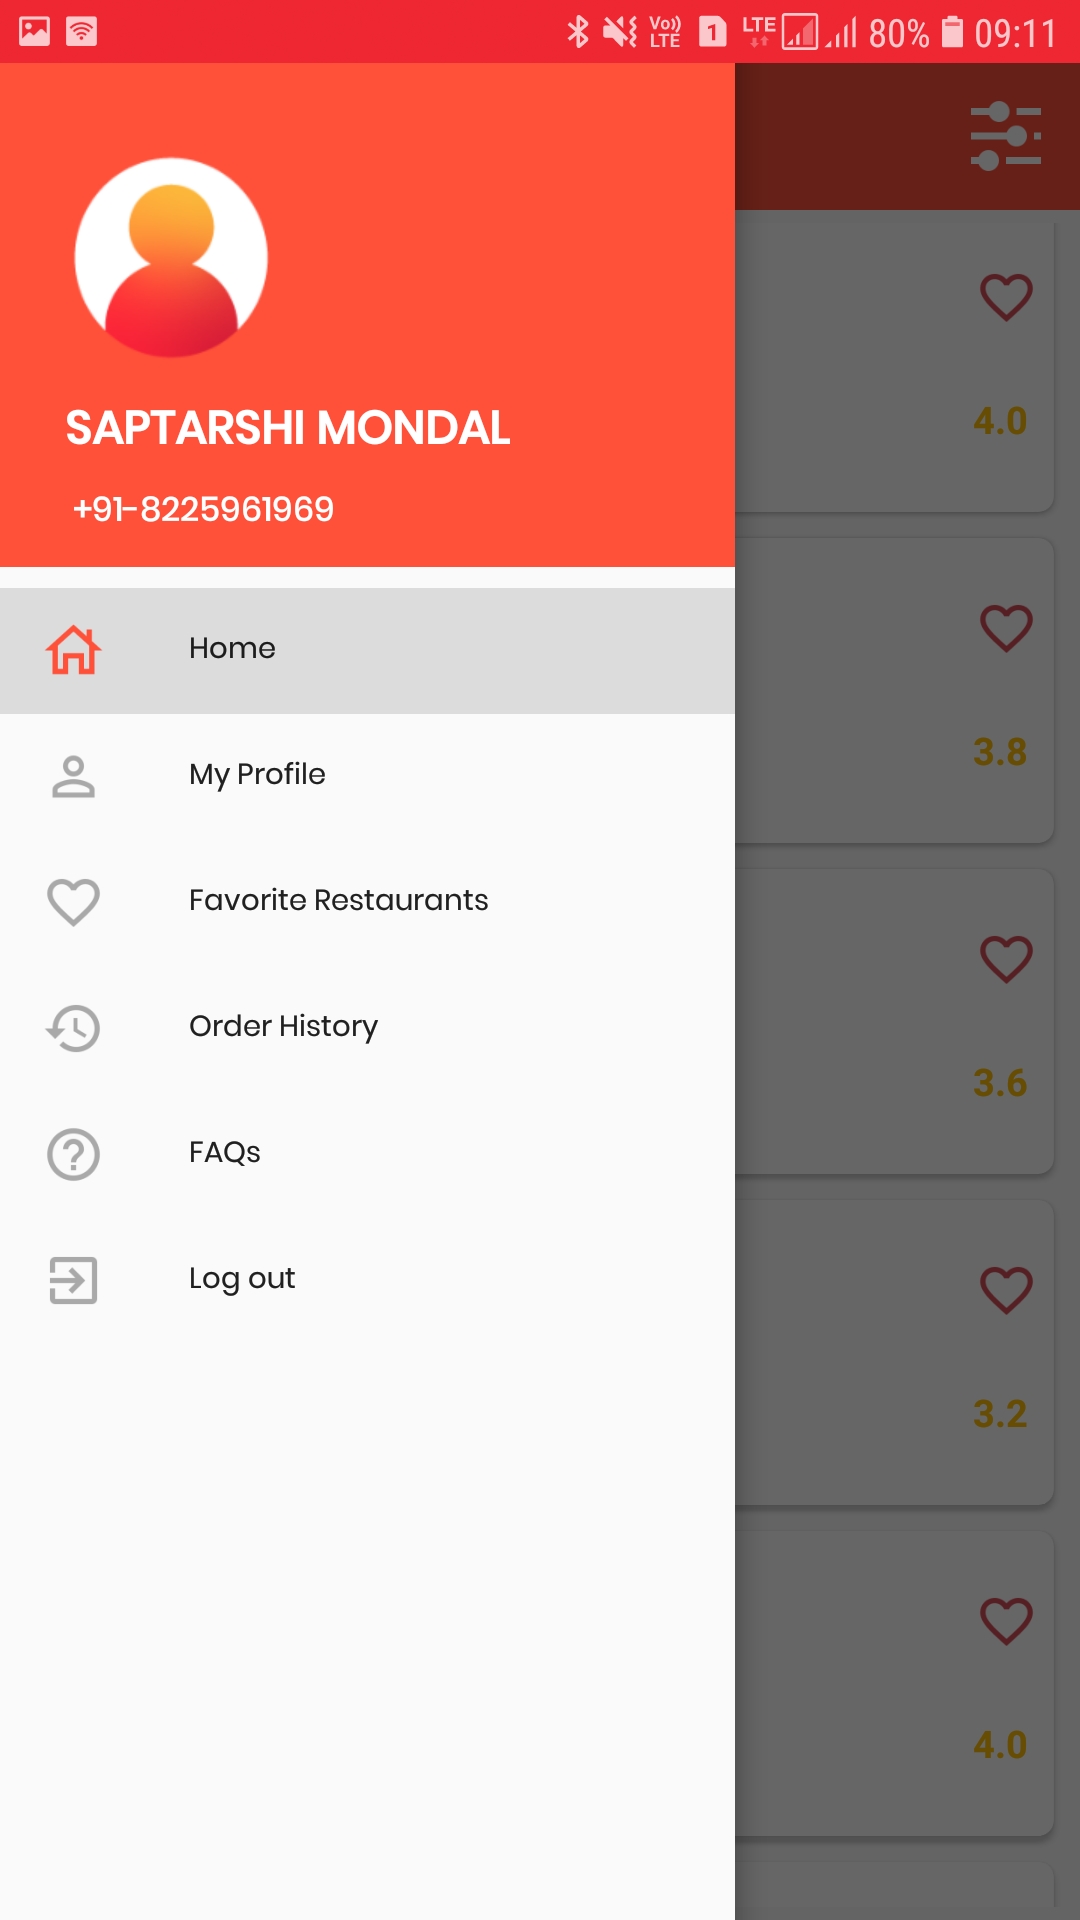 Vo)) LTE 1 LTE 80% 09:11
SAPTARSHI MONDAL
+91-8225961969
Home
My Profile
Favorite Restaurants
Order History
FAQs
Log out
4.0
3.8
3.6
3.2
4.0